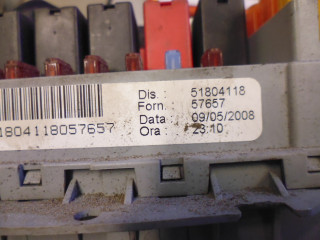 Dis. : 51804118
Forn. : 57657
Data : 09/05/2008
Ora : 23:10
1804118057657